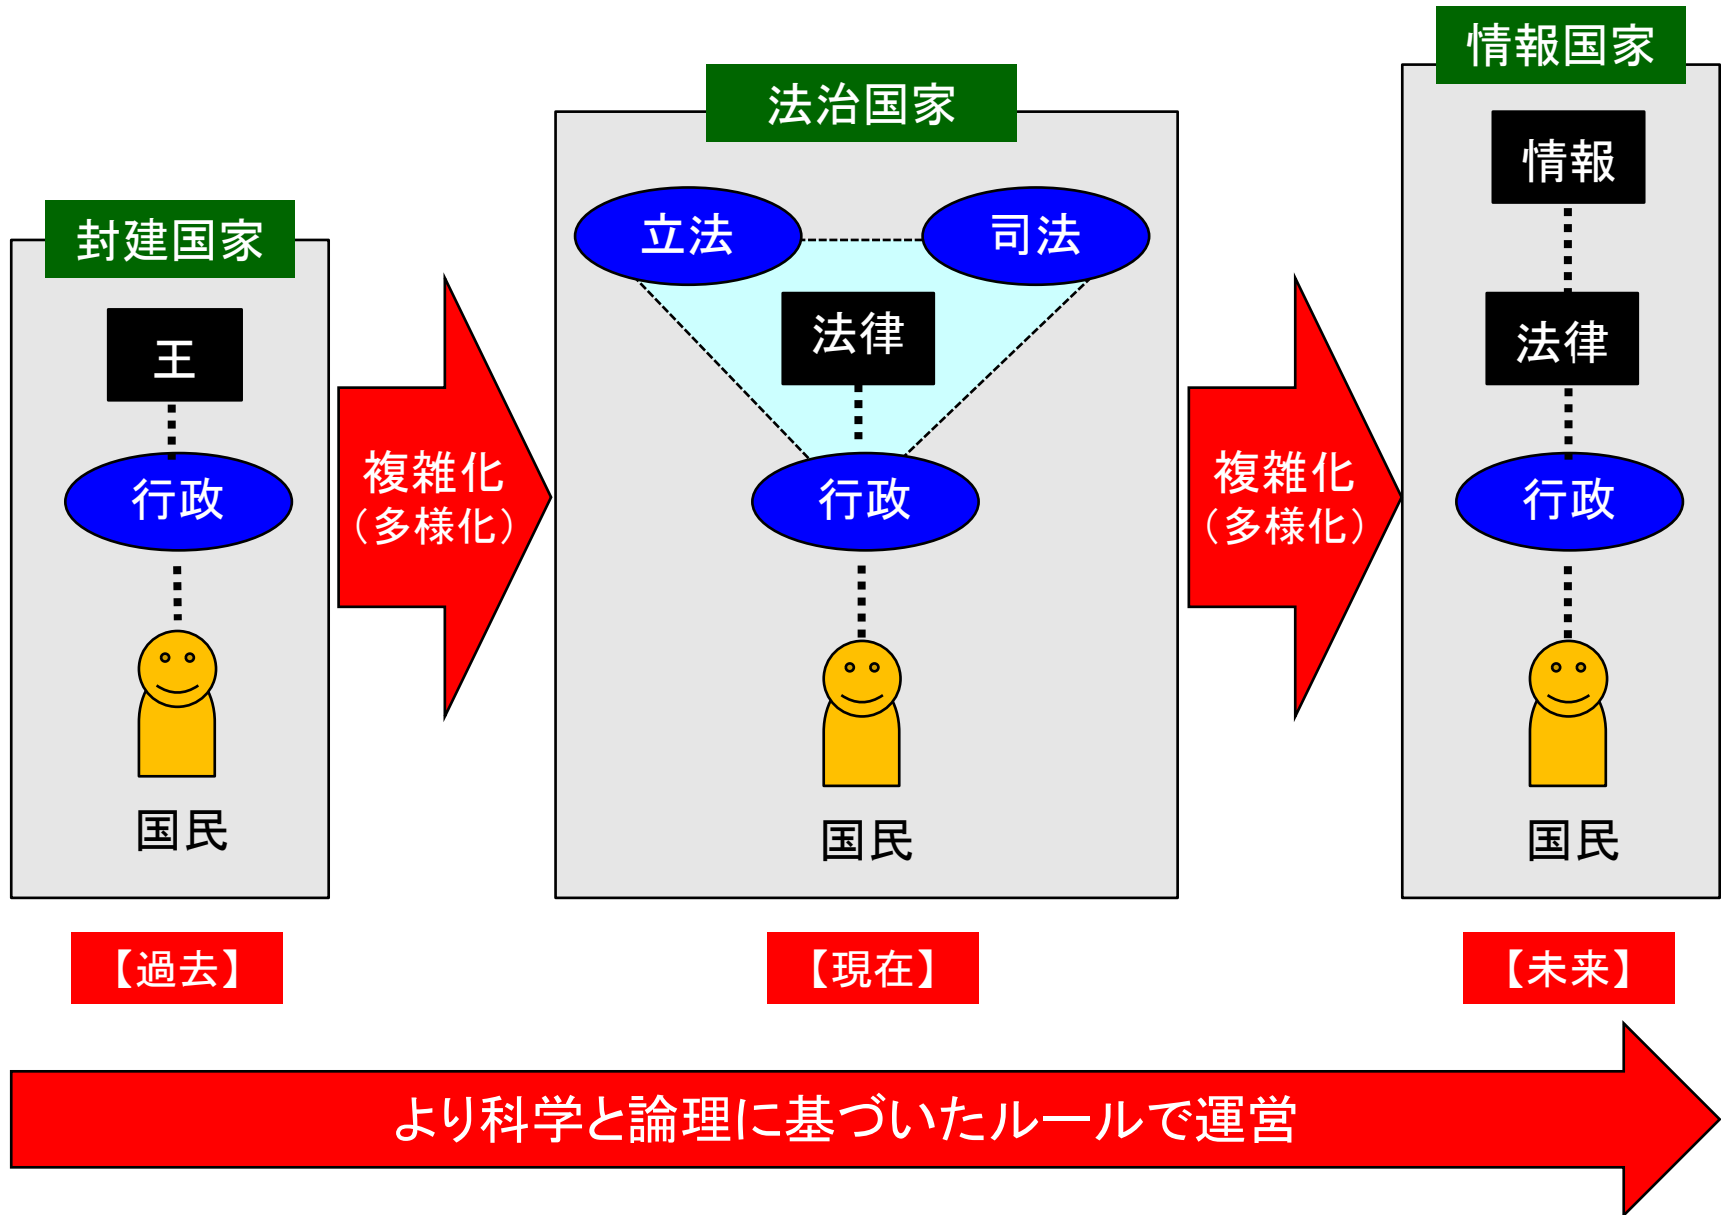 封建国家
王
行政
国民
【過去】
複雑化
（多様化）
法治国家
立法
司法
法律
行政
国民
【現在】
複雑化
（多様化）
情報国家
情報
法律
行政
国民
【未来】
より科学と論理に基づいたルールで運営